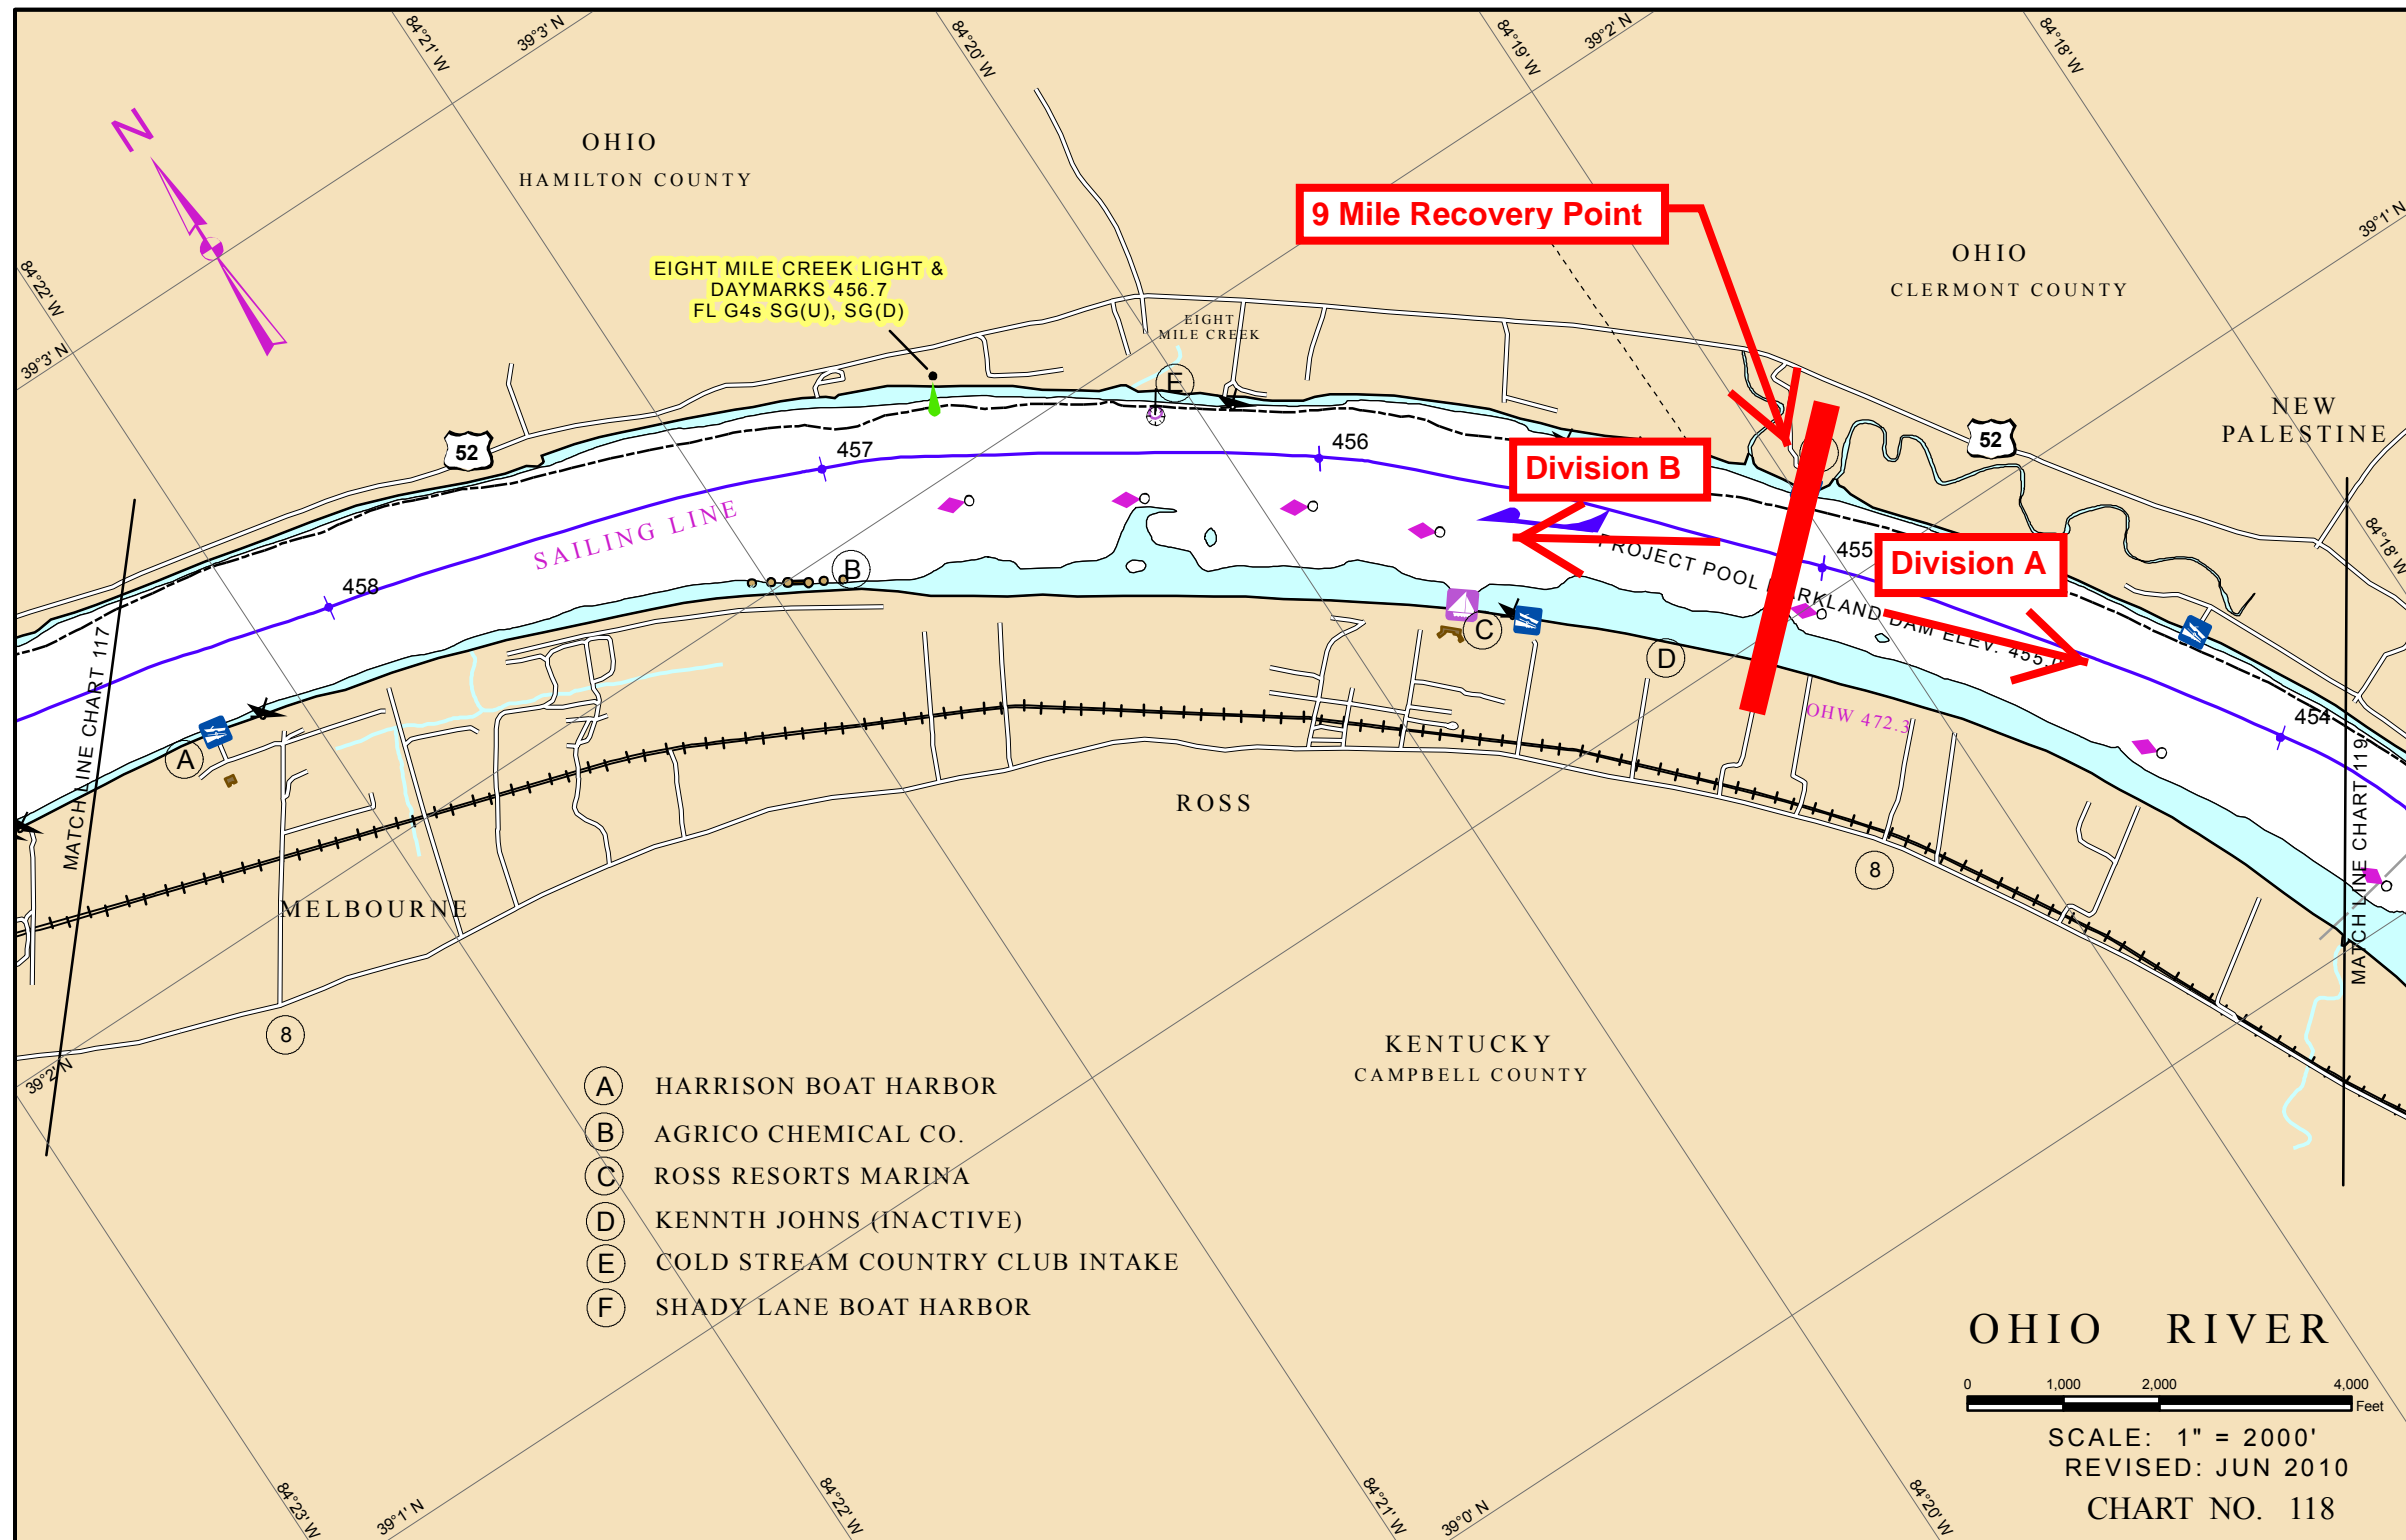 84°21' W
39°3' N
84°20' W
84°19' W
39°2' N
84°18' W
N
OHIO
HAMILTON COUNTY
9 Mile Recovery Point
39°1' N
OHIO
CLERMONT COUNTY
84°22' W
EIGHT MILE CREEK LIGHT &
DAYMARKS 456.7
FL G4s SG(U), SG(D)
EIGHT
MILE CREEK
39°3' N
E
NEW
PALESTINE
52
52
457
456
Division B
SAILING LINE
84°18' W
PROJECT POOL
RKLAND DAM ELEV. 455.
455
Division A
B
458
C
D
MATCH LINE CHART 117
A
OHW 472.3
454
MATCH LINE CHART 119
ROSS
8
MELBOURNE
8
39°2' N
KENTUCKY
CAMPBELL COUNTY
A HARRISON BOAT HARBOR
B AGRICO CHEMICAL CO.
C ROSS RESORTS MARINA
D KENNTH JOHNS (INACTIVE)
E COLD STREAM COUNTRY CLUB INTAKE
F SHADY LANE BOAT HARBOR
OHIO RIVER
0 1,000 2,000 4,000
Feet
SCALE: 1" = 2000'
REVISED: JUN 2010
CHART NO. 118
84°23' W
39°1' N
84°22' W
84°21' W
39°0' N
84°20' W